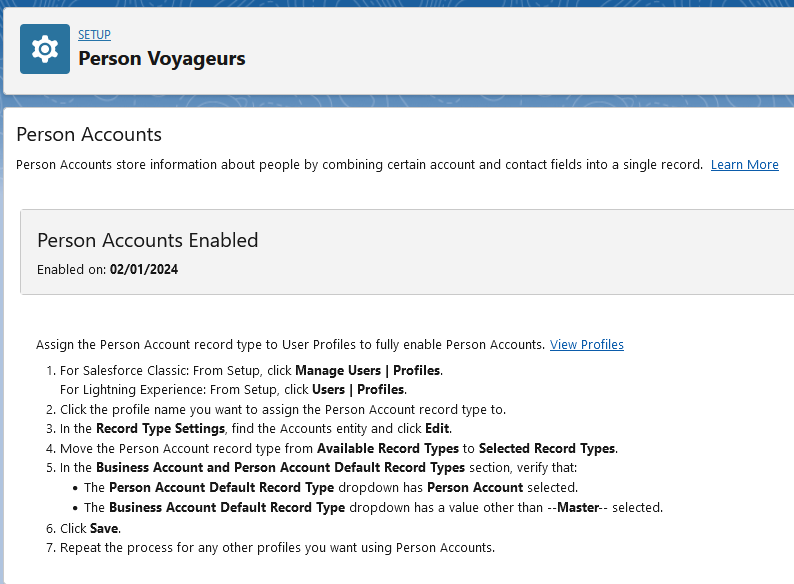 SETUP
Person Voyageurs
Person Accounts
Person Accounts store information about people by combining certain account and contact fields into a single record. Learn More
Person Accounts Enabled
Enabled on: 02/01/2024
Assign the Person Account record type to User Profiles to fully enable Person Accounts. View Profiles
1. For Salesforce Classic: From Setup, click Manage Users | Profiles.
For Lightning Experience: From Setup, click Users | Profiles.
2. Click the profile name you want to assign the Person Account record type to.
3. In the Record Type Settings, find the Accounts entity and click Edit.
4. Move the Person Account record type from Available Record Types to Selected Record Types.
5. In the Business Account and Person Account Default Record Types section, verify that:
• The Person Account Default Record Type dropdown has Person Account selected.
• The Business Account Default Record Type dropdown has a value other than --Master-- selected.
6. Click Save.
7. Repeat the process for any other profiles you want using Person Accounts.